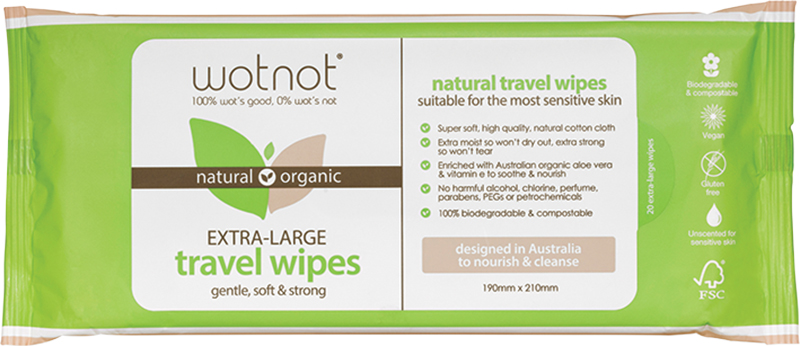 wotnot®
100% wot's good, 0% wot's not
natural organic
EXTRA-LARGE
travel wipes
gentle, soft & strong
natural travel wipes
suitable for the most sensitive skin
Super soft, high quality, natural cotton cloth
Extra moist so won't dry out, extra strong
so won't tear
Enriched with Australian organic aloe vera
& vitamin e to soothe & nourish
No harmful alcohol, chlorine, perfume,
parabens, PEGs or petrochemicals
100% biodegradable & compostable
designed in Australia
to nourish & cleanse
190mm x 210mm
20 extra-large wipes
Biodegradable
& compostable
Vegan
Gluten
free
Unscented for
sensitive skin
FSC